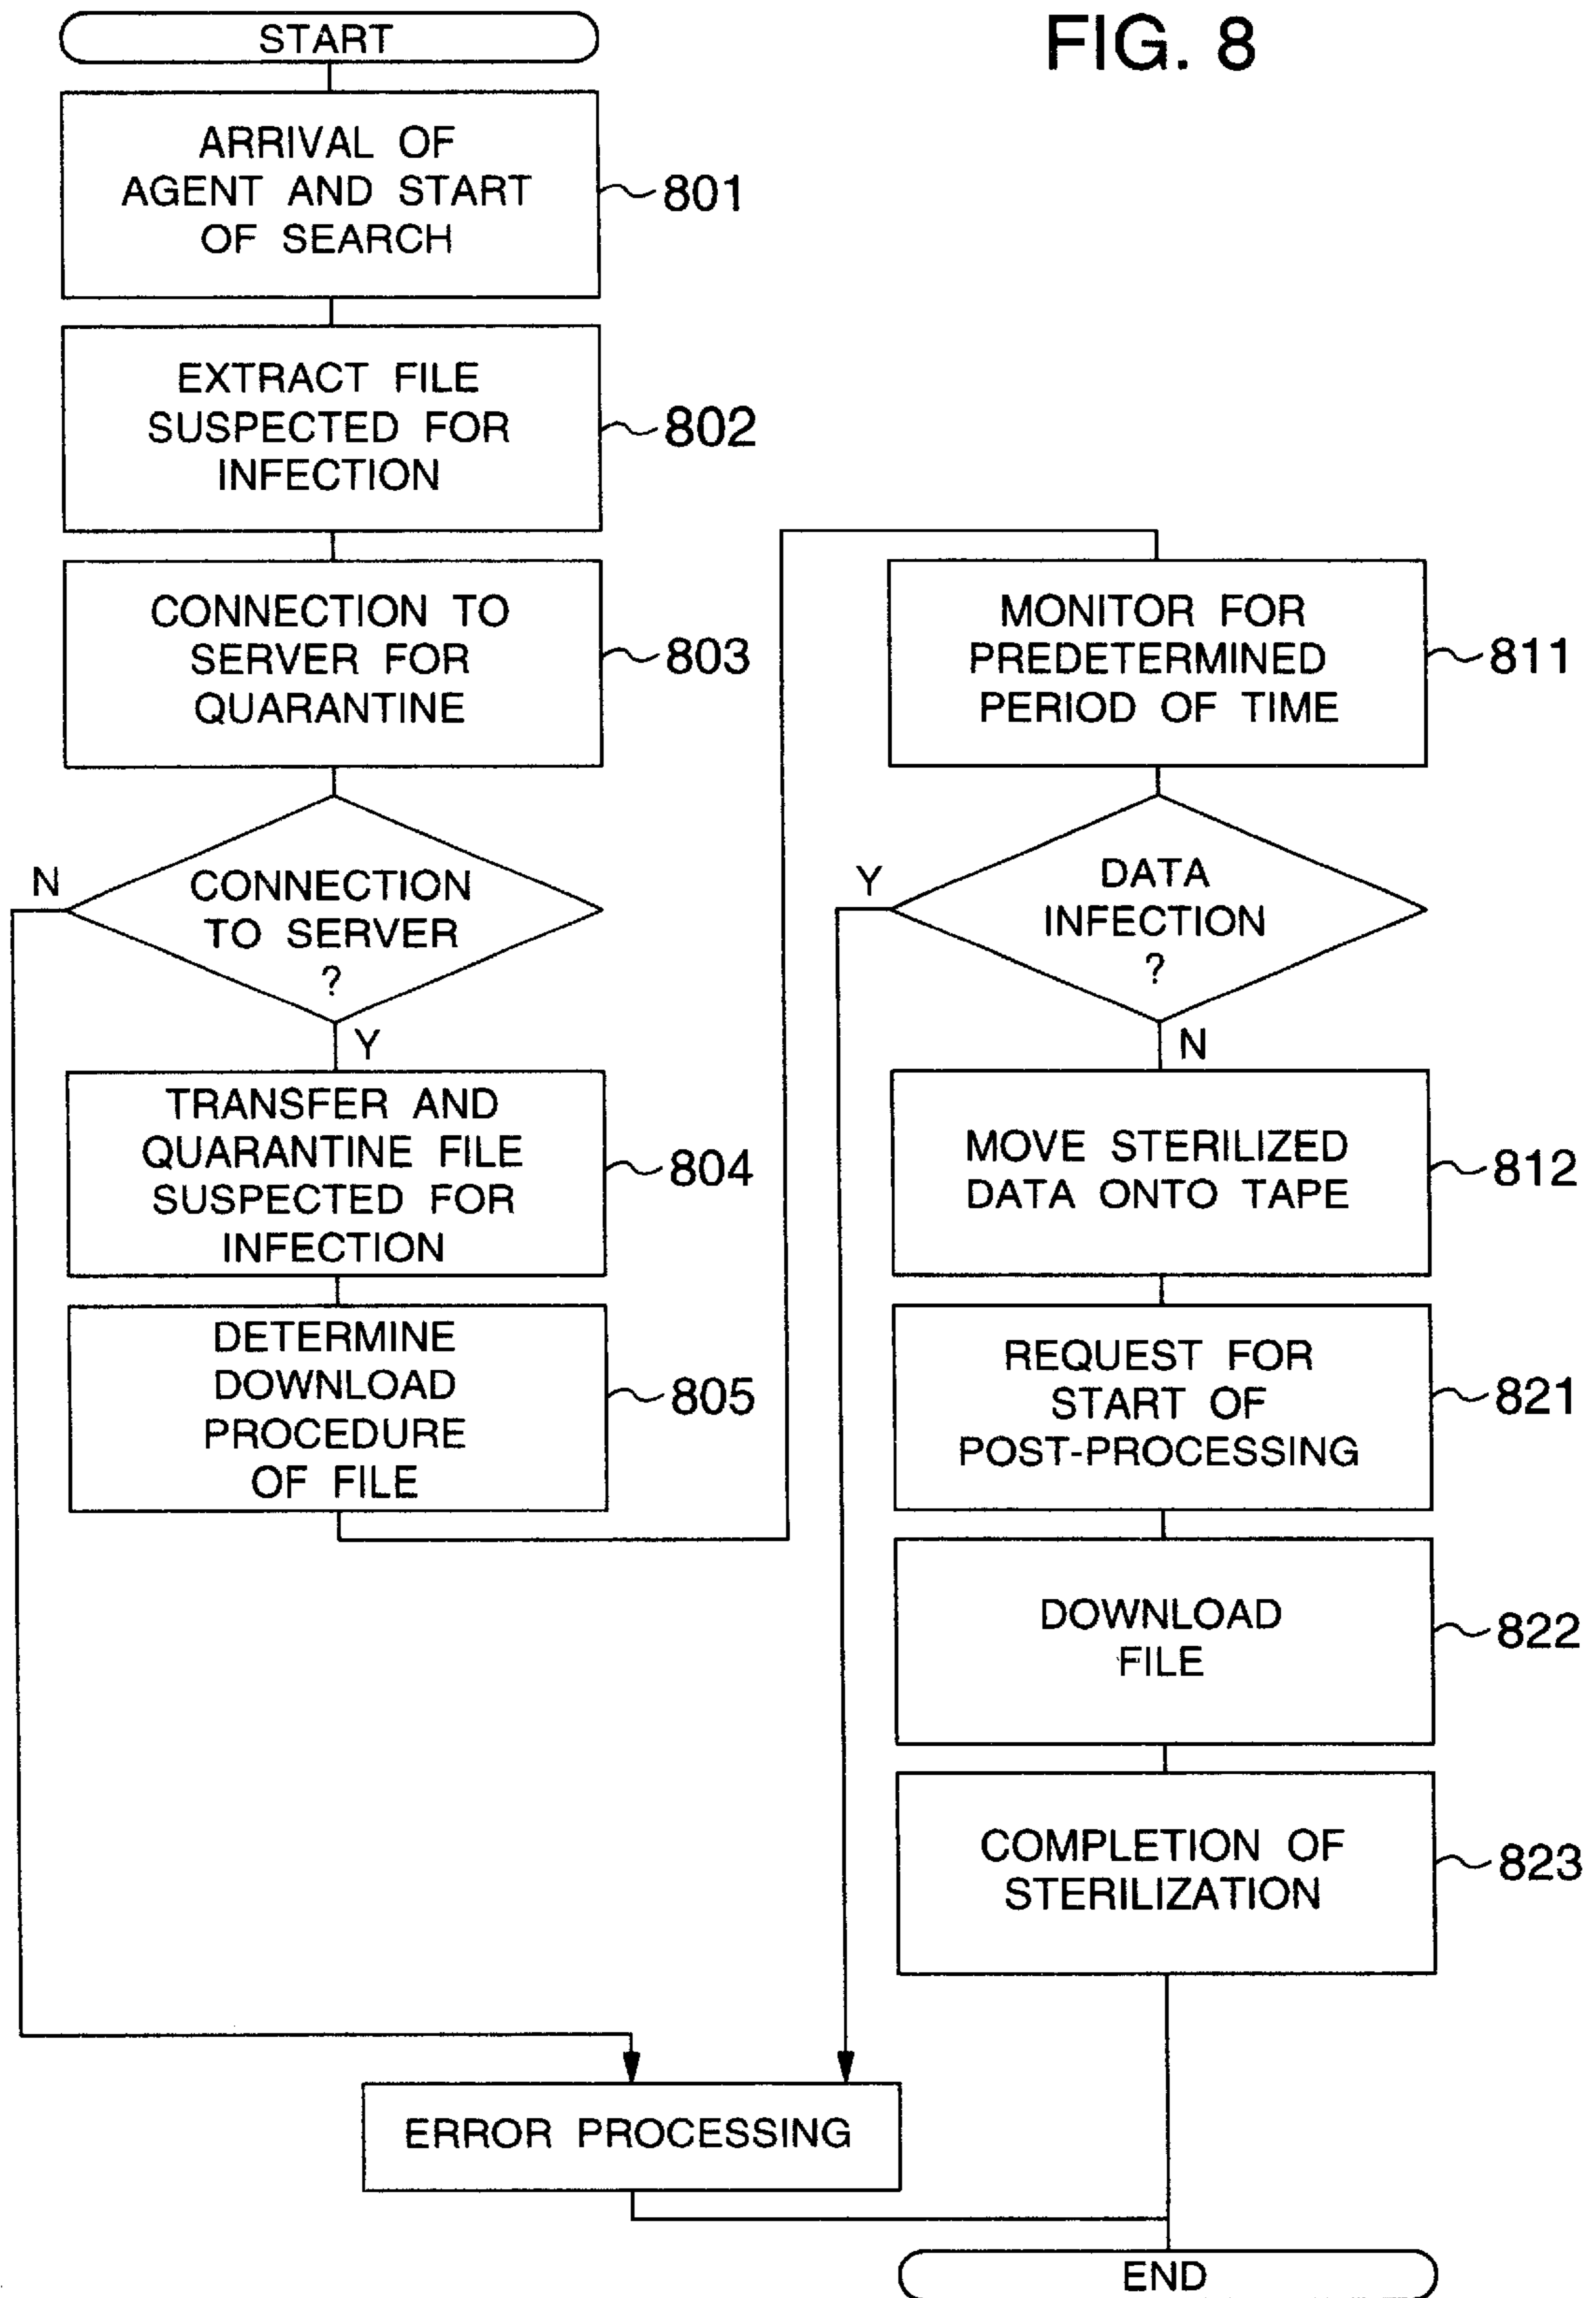 FIG. 8
START
ARRIVAL OF
AGENT AND START
OF SEARCH
801
EXTRACT FILE
SUSPECTED FOR
INFECTION
802
CONNECTION TO
SERVER FOR
QUARANTINE
803
CONNECTION
TO SERVER
?
N
Y
TRANSFER AND
QUARANTINE FILE
SUSPECTED FOR
INFECTION
804
DETERMINE
DOWNLOAD
PROCEDURE
OF FILE
805
MONITOR FOR
PREDETERMINED
PERIOD OF TIME
811
DATA
INFECTION
?
Y
N
MOVE STERILIZED
DATA ONTO TAPE
812
REQUEST FOR
START OF
POST-PROCESSING
821
DOWNLOAD
FILE
822
COMPLETION OF
STERILIZATION
823
ERROR PROCESSING
END